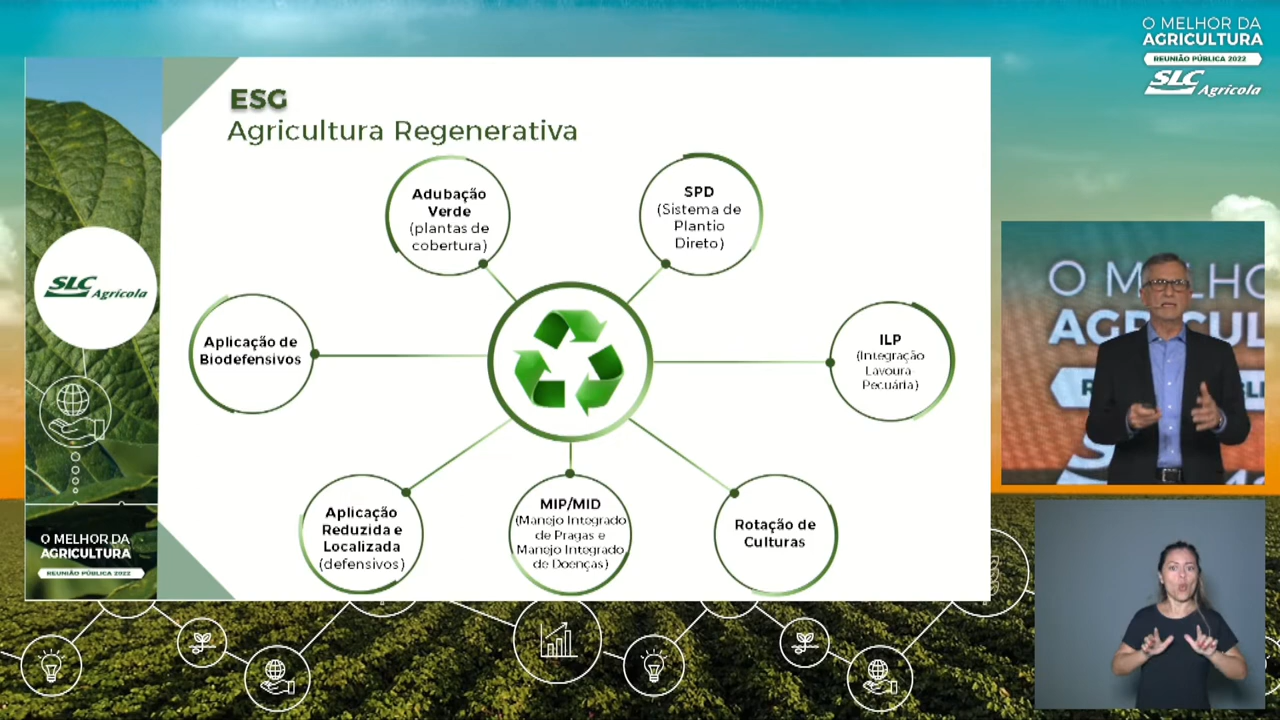 O MELHOR DA
AGRICULTURA
REUNIÃO PÚBLICA 2022
SLC Agrícola
ESG
Agricultura Regenerativa
Adubação
Verde
(plantas de
cobertura)
SPD
(Sistema de
Plantio
Direto)
Aplicação de
Biodefensivos
ILP
(Integração
Lavoura-
Pecuária)
Aplicação
Reduzida e
Localizada
(defensivos)
MIP/MID
(Manejo Integrado
de Pragas e
Manejo Integrado
de Doenças)
Rotação de
Culturas
SLC Agrícola
O MELHOR DA
AGRICULTURA
REUNIÃO PÚBLICA 2022
O MELHO
AGRICUL